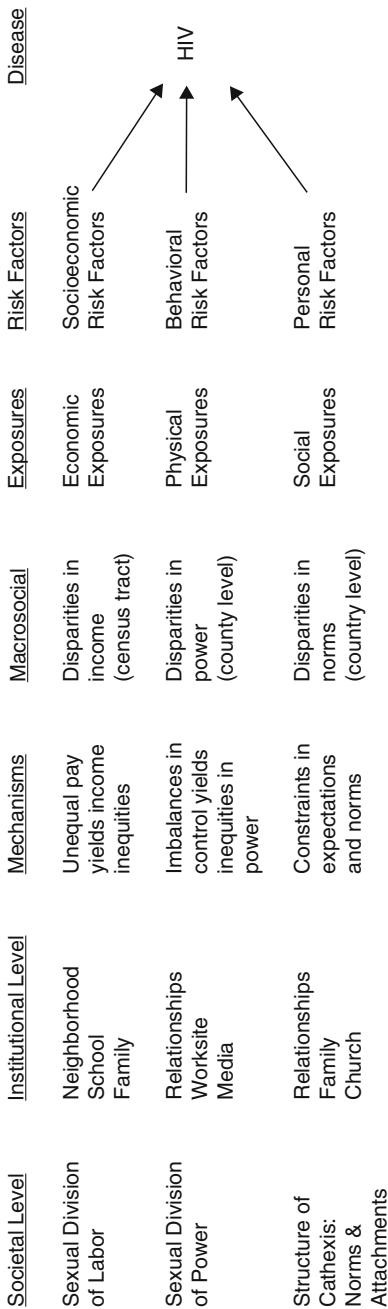 Societal Level
Institutional Level
Mechanisms
Macrosocial
Exposures
Risk Factors
Disease
Sexual Division
of Labor
Neighborhood
School
Family
Unequal pay
yields income
inequities
Disparities in
income
(census tract)
Economic
Exposures
Socioeconomic
Risk Factors
Sexual Division
of Power
Relationships
Worksite
Media
Imbalances in
control yields
inequities in
power
Disparities in
power
(county level)
Physical
Exposures
Behavioral
Risk Factors
HIV
Structure of
Cathexis:
Norms &
Attachments
Relationships
Family
Church
Constraints in
expectations
and norms
Disparities in
norms
(country level)
Social
Exposures
Personal
Risk Factors